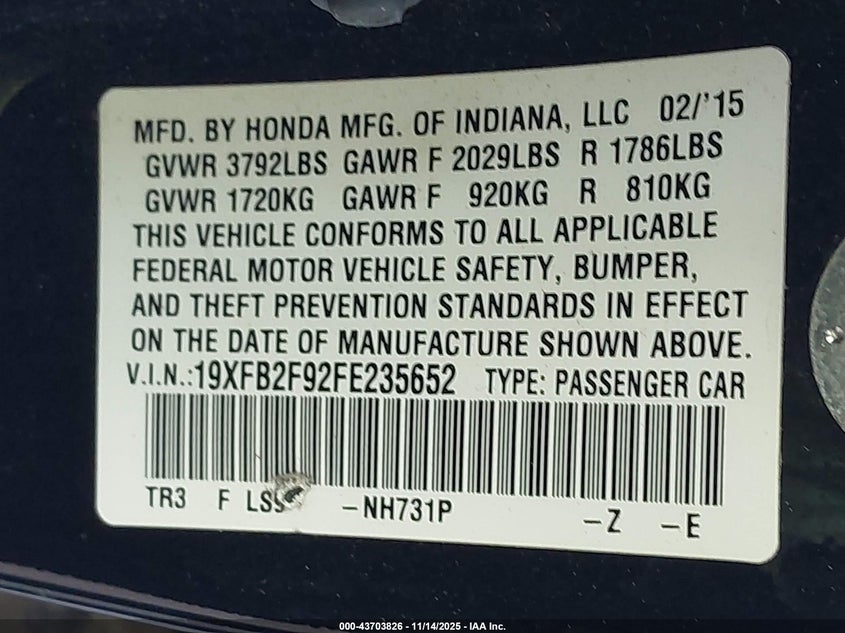 MFD. BY HONDA MFG. OF INDIANA, LLC 02/'15
GVWR 3792LBS GAWR F 2029LBS R 1786LBS
GVWR 1720KG GAWR F 920KG R 810KG
THIS VEHICLE CONFORMS TO ALL APPLICABLE
FEDERAL MOTOR VEHICLE SAFETY, BUMPER,
AND THEFT PREVENTION STANDARDS IN EFFECT
ON THE DATE OF MANUFACTURE SHOWN ABOVE.
V.I.N.:19XFB2F92FE235652 TYPE: PASSENGER CAR
TR3 F -NH731P -Z -E
000-43703826 - 11/14/2025 - IAA Inc.